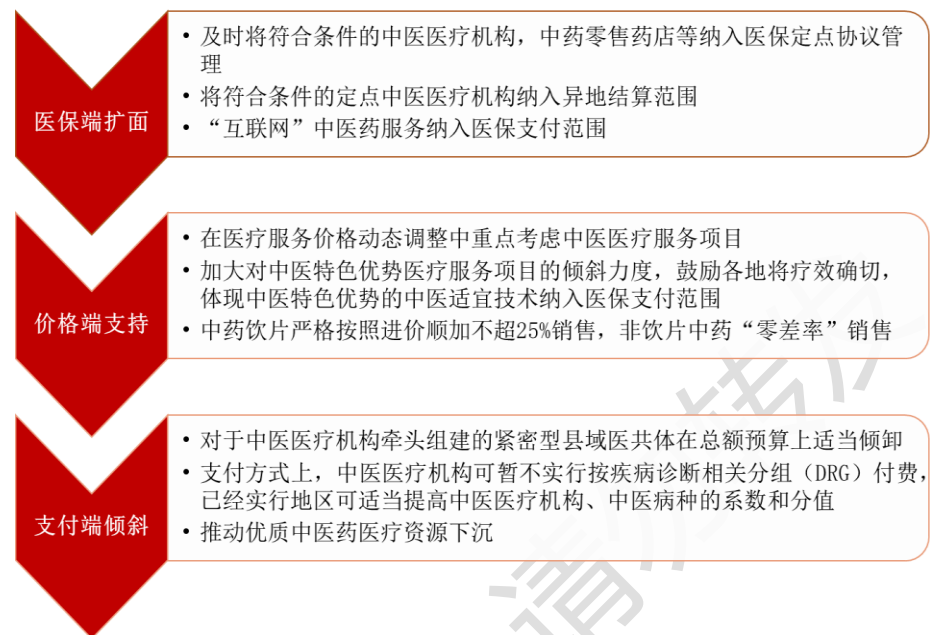 医保端扩面
• 及时将符合条件的中医医疗机构，中药零售药店等纳入医保定点协议管
理
• 将符合条件的定点中医医疗机构纳入异地结算范围
• “互联网”中医药服务纳入医保支付范围
价格端支持
• 在医疗服务价格动态调整中重点考虑中医医疗服务项目
• 加大对中医特色优势医疗服务项目的倾斜力度，鼓励各地将疗效确切，
体现中医特色优势的中医适宜技术纳入医保支付范围
• 中药饮片严格按照进价顺加不超25%销售，非饮片中药“零差率”销售
支付端倾斜
• 对于中医医疗机构牵头组建的紧密型县域医共体在总额预算上适当倾卸
• 支付方式上，中医医疗机构可暂不实行按疾病诊断相关分组（DRG）付费，
已经实行地区可适当提高中医医疗机构、中医病种的系数和分值
• 推动优质中医药医疗资源下沉
请勿转发